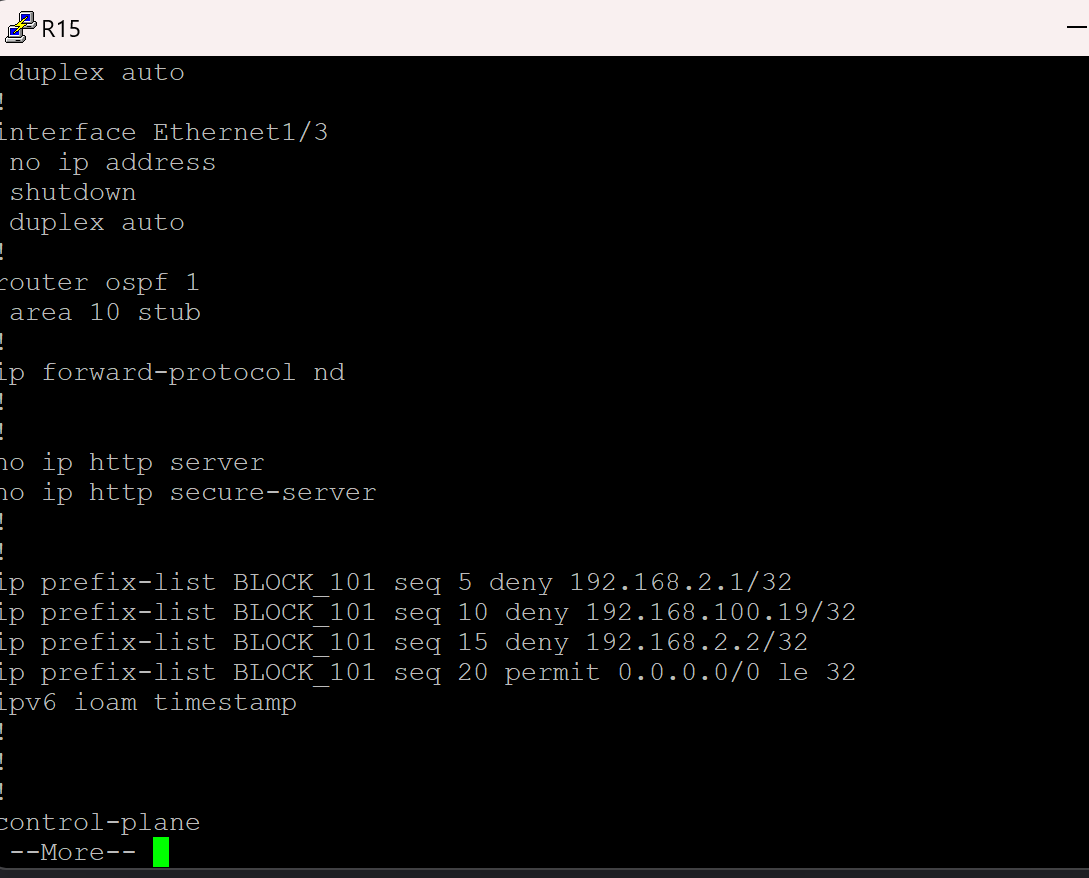 R15
duplex auto
!
interface Ethernet1/3
no ip address
shutdown
duplex auto
!
router ospf 1
area 10 stub
!
ip forward-protocol nd
!
!
no ip http server
no ip http secure-server
!
!
ip prefix-list BLOCK_101 seq 5 deny 192.168.2.1/32
ip prefix-list BLOCK_101 seq 10 deny 192.168.100.19/32
ip prefix-list BLOCK_101 seq 15 deny 192.168.2.2/32
ip prefix-list BLOCK_101 seq 20 permit 0.0.0.0/0 le 32
ipv6 ioam timestamp
!
!
!
control-plane
--More--